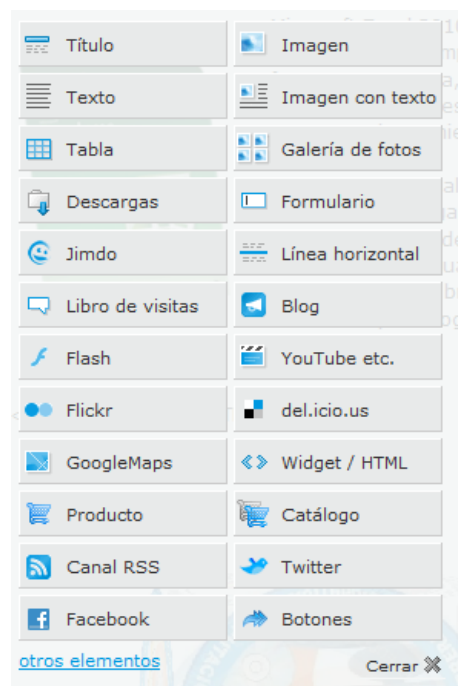 Título
Imagen
Texto
Imagen con texto
Tabla
Galería de fotos
Descargas
Formulario
Jimdo
Línea horizontal
Libro de visitas
Blog
Flash
YouTube etc.
Flickr
del.icio.us
GoogleMaps
Widget / HTML
Producto
Catálogo
Canal RSS
Twitter
Facebook
Botones
otros elementos
Cerrar